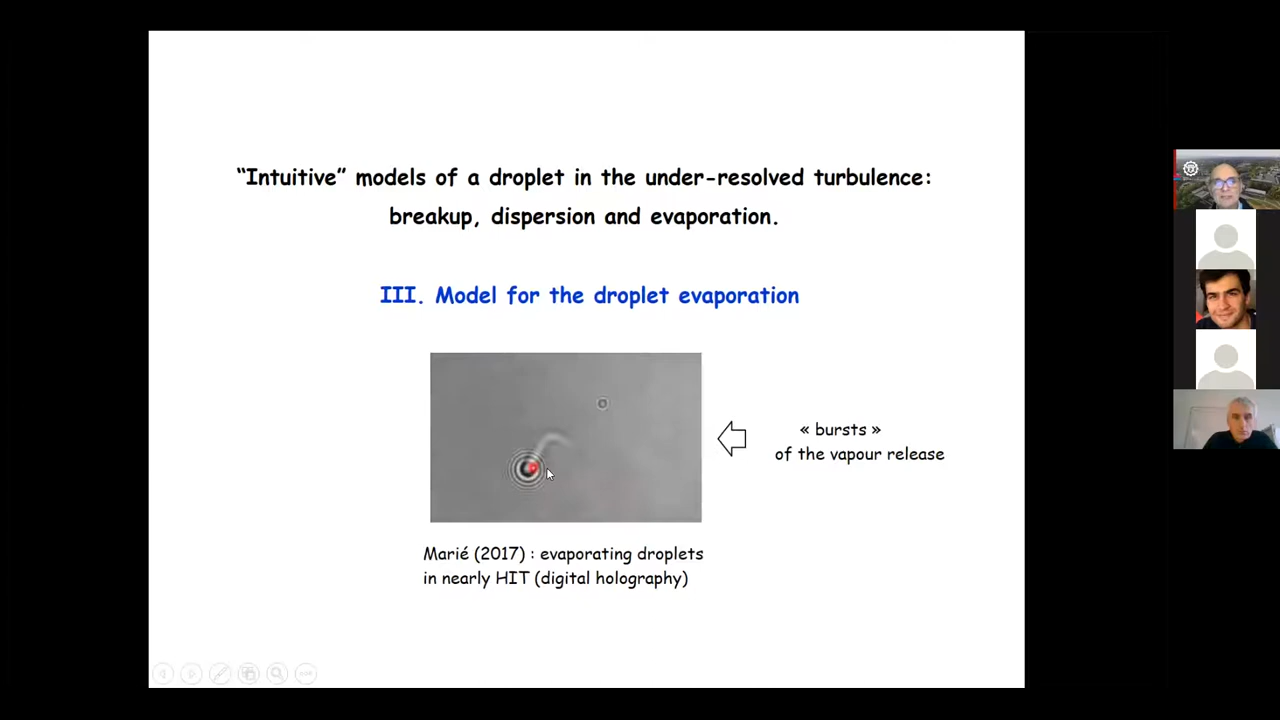 “Intuitive” models of a droplet in the under-resolved turbulence:
breakup, dispersion and evaporation.
III. Model for the droplet evaporation
« bursts »
of the vapour release
Marié (2017) : evaporating droplets
in nearly HIT (digital holography)